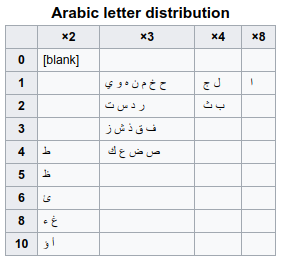 Arabic letter distribution
×2 ×3 ×4 ×8
0 [blank]
1 ح خ م ن ه و ي ل ج ا
2 ر د س ت ب ث
3 ف ق ذ ش ز
4 ط ص ض ع ك
5 ظ
6 ئ
8 غ ء
10 أ ؤ